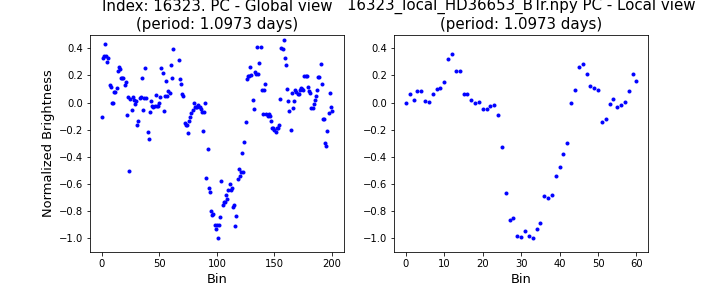 Index: 16323. PC - Global view
(period: 1.0973 days)
16323_local_HD36653_BTr.npy PC - Local view
(period: 1.0973 days)
Normalized Brightness
0.4
0.2
0.0
−0.2
−0.4
−0.6
−0.8
−1.0
0 50 100 150 200
Bin
0.4
0.2
0.0
−0.2
−0.4
−0.6
−0.8
−1.0
0 10 20 30 40 50 60
Bin